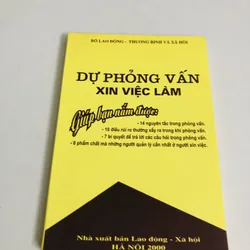 BỘ LAO ĐỘNG - THƯƠNG BINH VÀ XÃ HỘI
DỰ PHỎNG VẤN
XIN VIỆC LÀM
Giúp bạn nắm được:
- 14 nguyên tắc trong phỏng vấn.
- 10 điều rủi ro thường xẩy ra trong khi phỏng vấn.
- 7 bí quyết để trả lời các câu hỏi trong phỏng vấn.
- 8 phẩm chất mà những người quản lý cần nhất ở người xin việc.
Nhà xuất bản Lao động - Xã hội
HÀ NỘI 2000